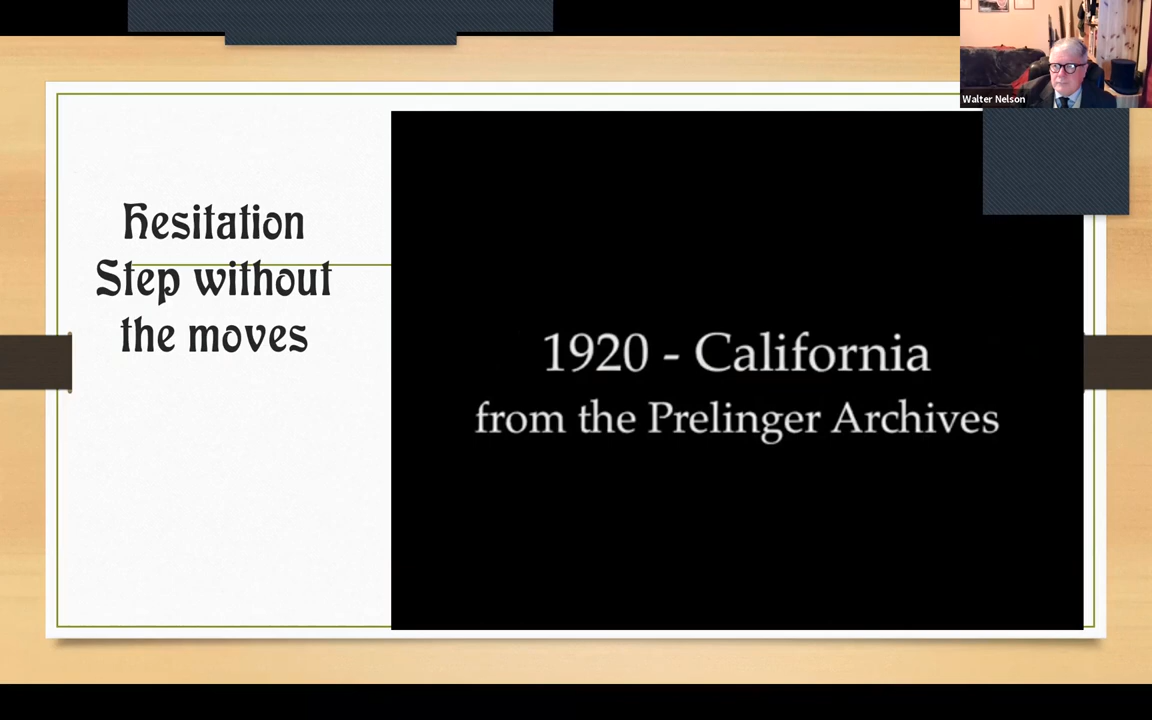 Walter Nelson
Hesitation
Step without
the moves
1920 - California
from the Prelinger Archives